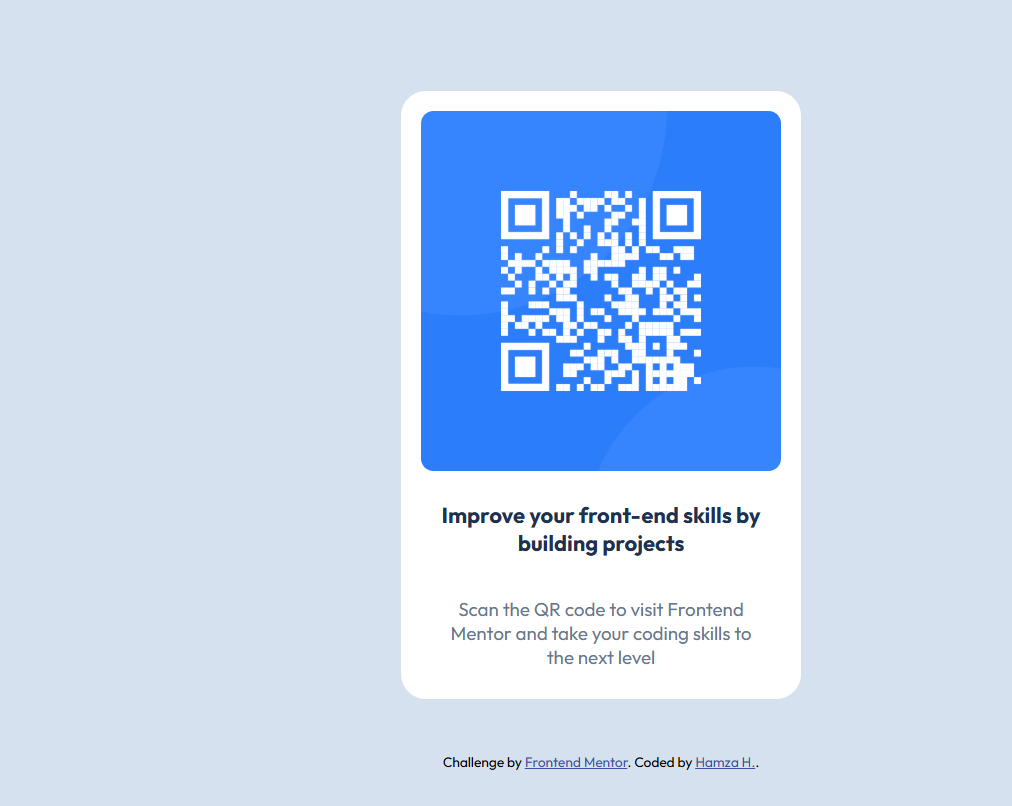 Improve your front-end skills by
building projects
Scan the QR code to visit Frontend
Mentor and take your coding skills to
the next level
Challenge by Frontend Mentor. Coded by Hamza H..